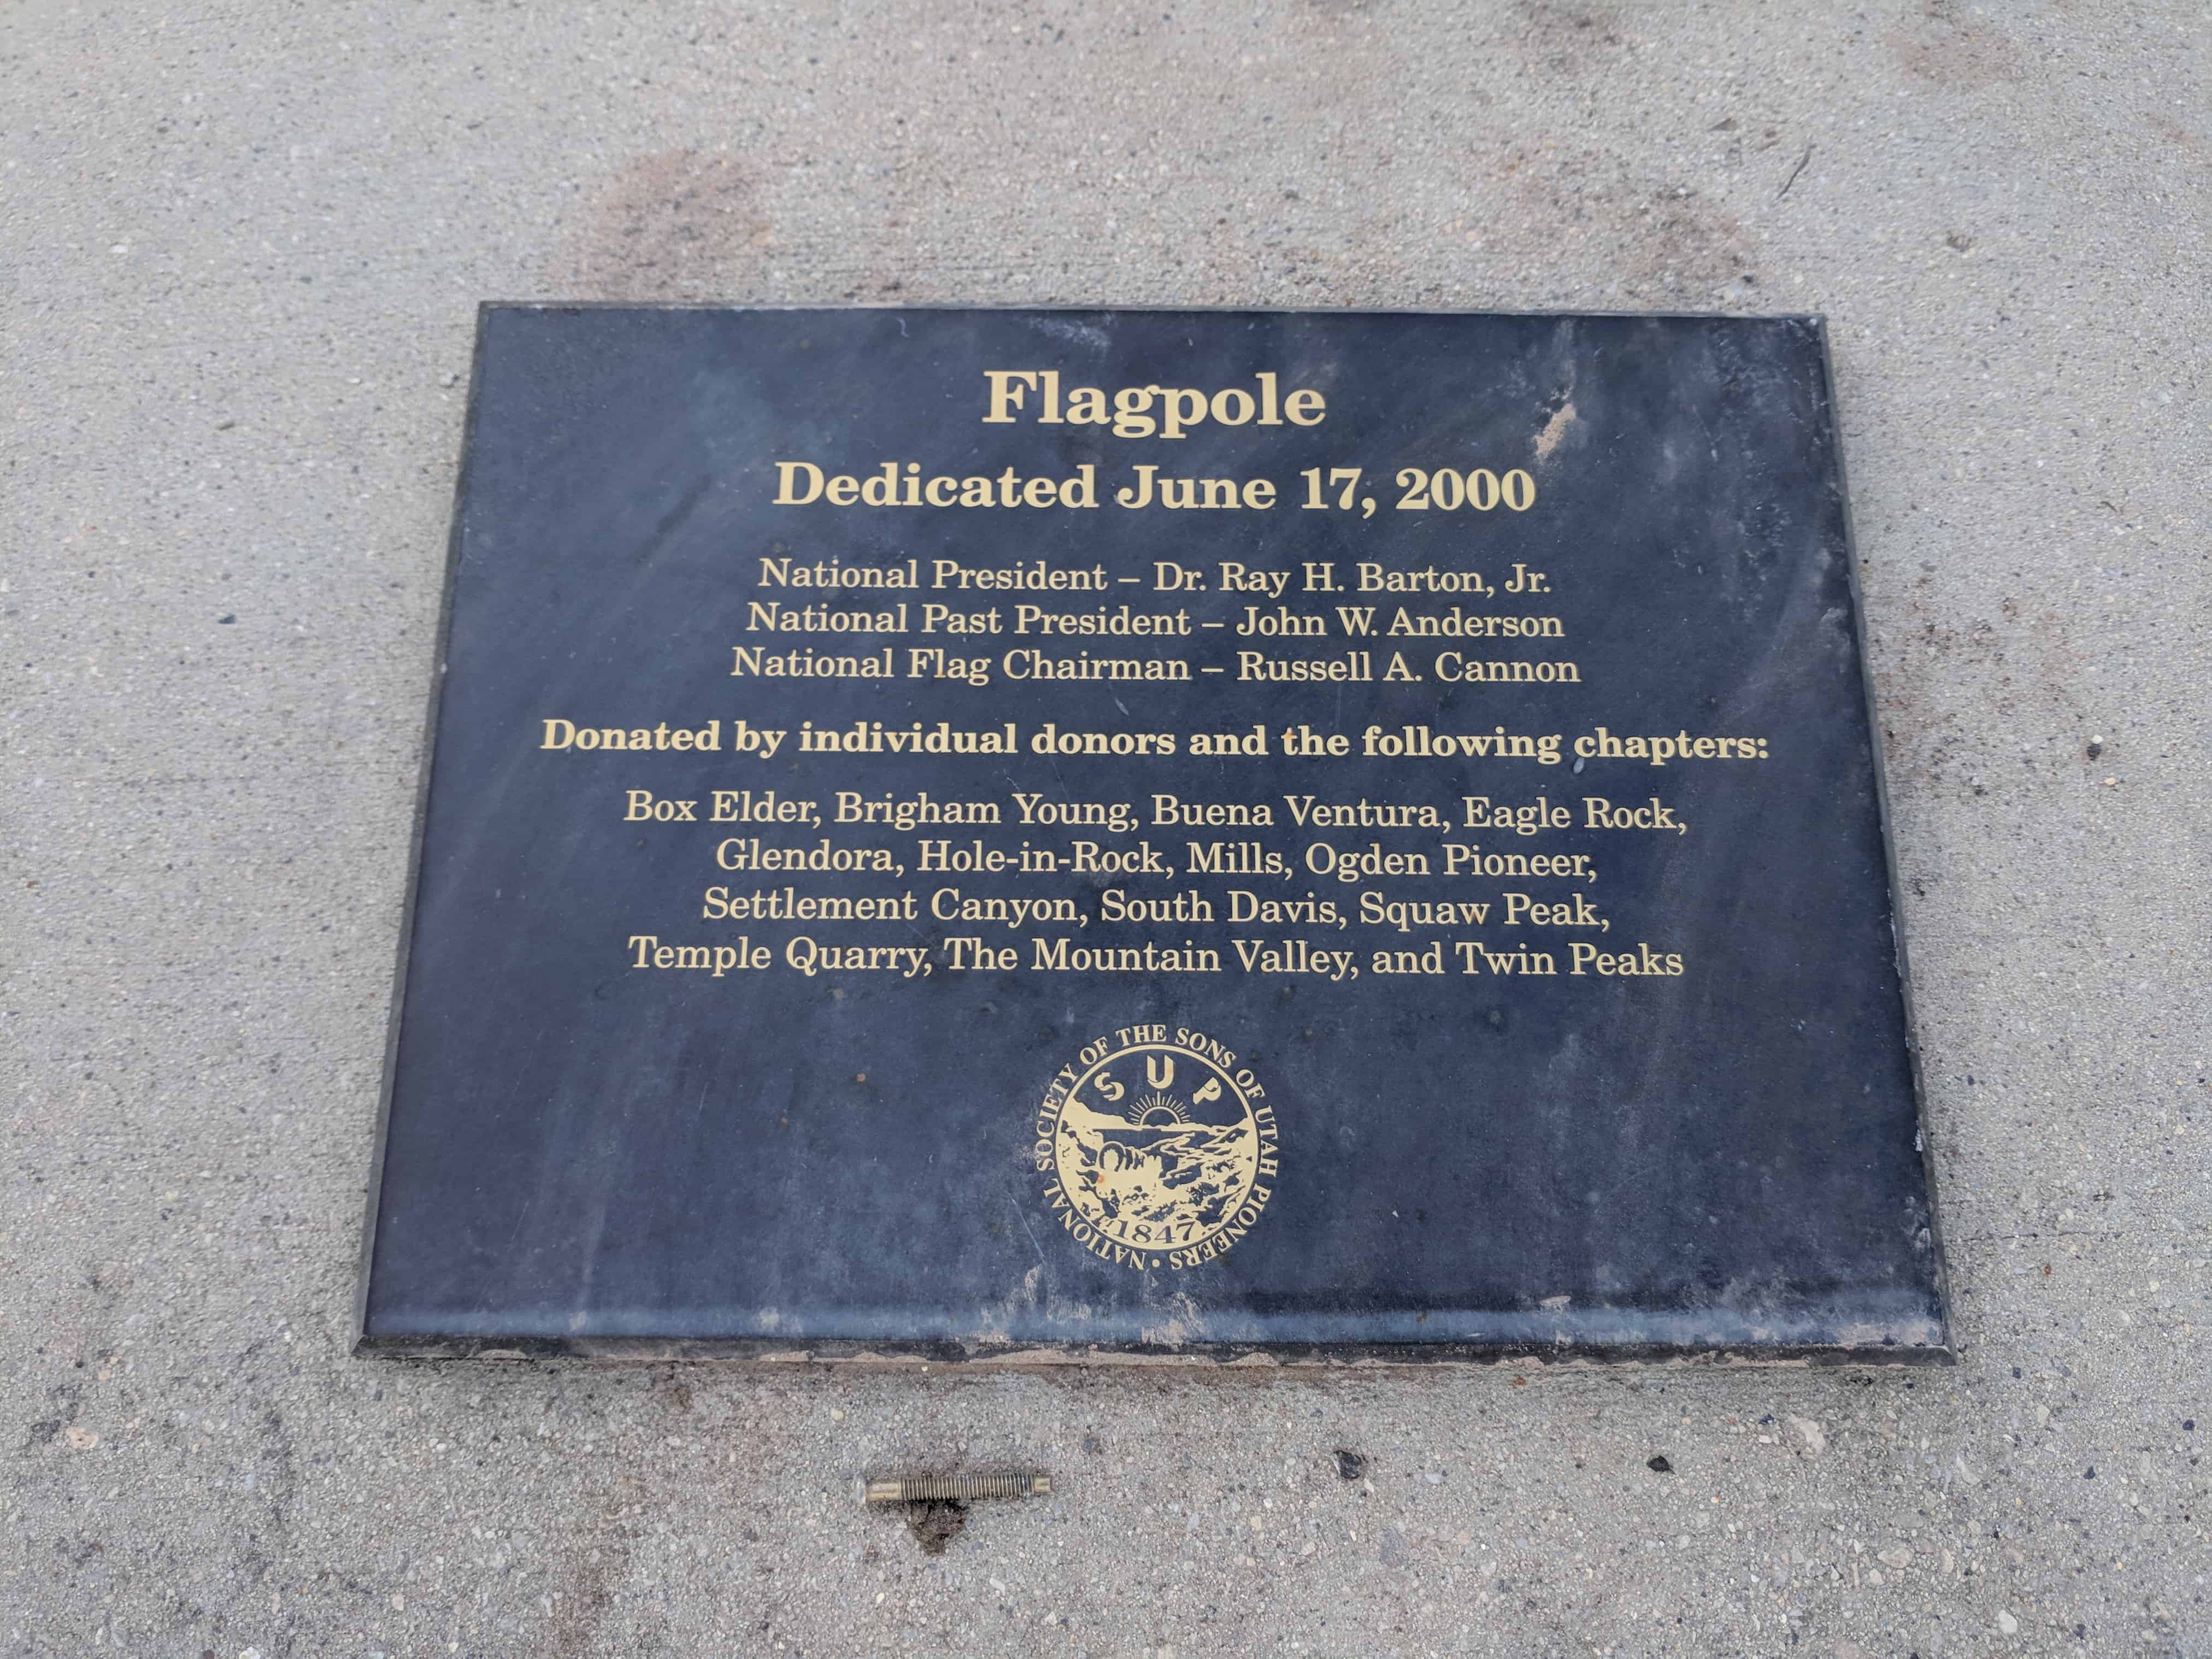 Flagpole
Dedicated June 17, 2000
National President – Dr. Ray H. Barton, Jr.
National Past President – John W. Anderson
National Flag Chairman – Russell A. Cannon
Donated by individual donors and the following chapters:
Box Elder, Brigham Young, Buena Ventura, Eagle Rock,
Glendora, Hole-in-Rock, Mills, Ogden Pioneer,
Settlement Canyon, South Davis, Squaw Peak,
Temple Quarry, The Mountain Valley, and Twin Peaks
NATIONAL SOCIETY OF THE SONS OF UTAH PIONEERS •
SUP
1847